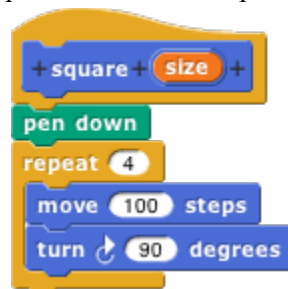 + square + size +
pen down
repeat 4
move 100 steps
turn 90 degrees